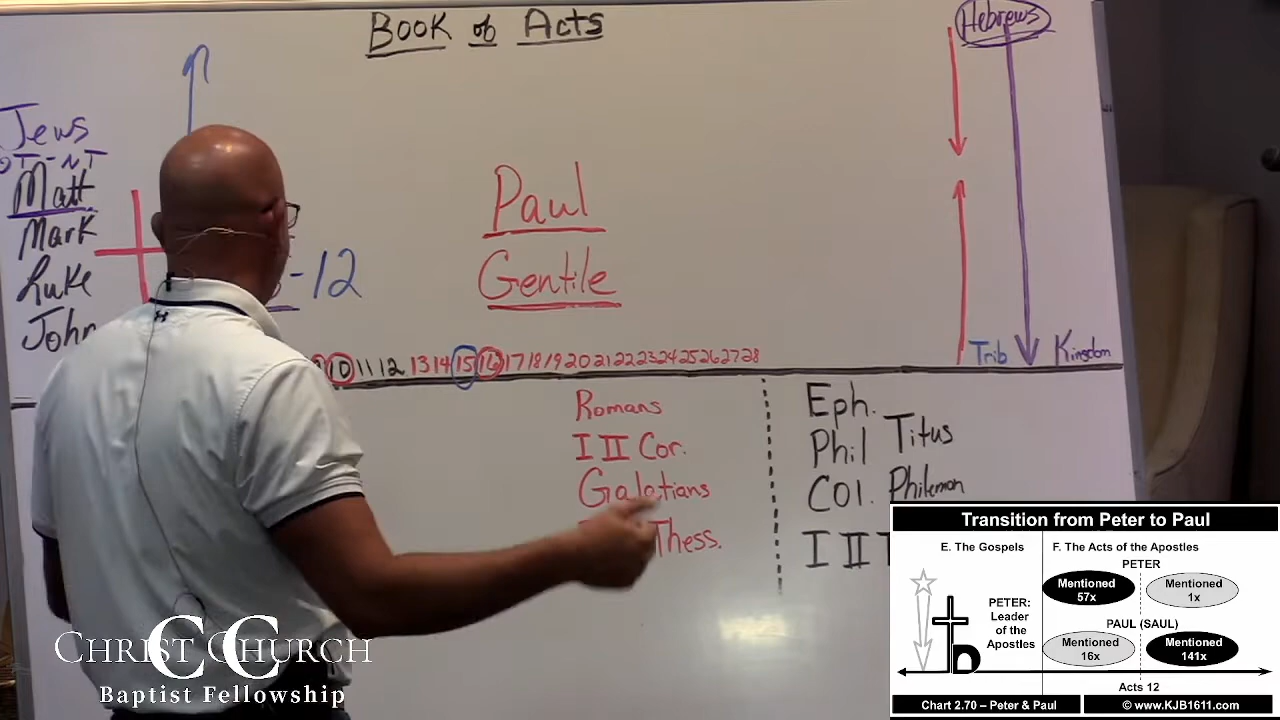 Book of Acts
Hebrews
Jews
OT-NT
Matt
Mark
Luke
John
-12
Paul
Gentile
10 11 12 13 14 15 16 17 18 19 20 21 22 23 24 25 26 27 28
Trib
Kingdom
Romans
I II Cor.
Galatians
Thess.
Eph.
Phil
Titus
Col.
Philemon
I II
CHRIST CHURCH
CC
Baptist Fellowship
Transition from Peter to Paul
E. The Gospels
F. The Acts of the Apostles
PETER
Mentioned
57x
Mentioned
1x
PETER:
Leader
of the
Apostles
PAUL (SAUL)
Mentioned
16x
Mentioned
141x
Acts 12
Chart 2.70 – Peter & Paul
© www.KJB1611.com